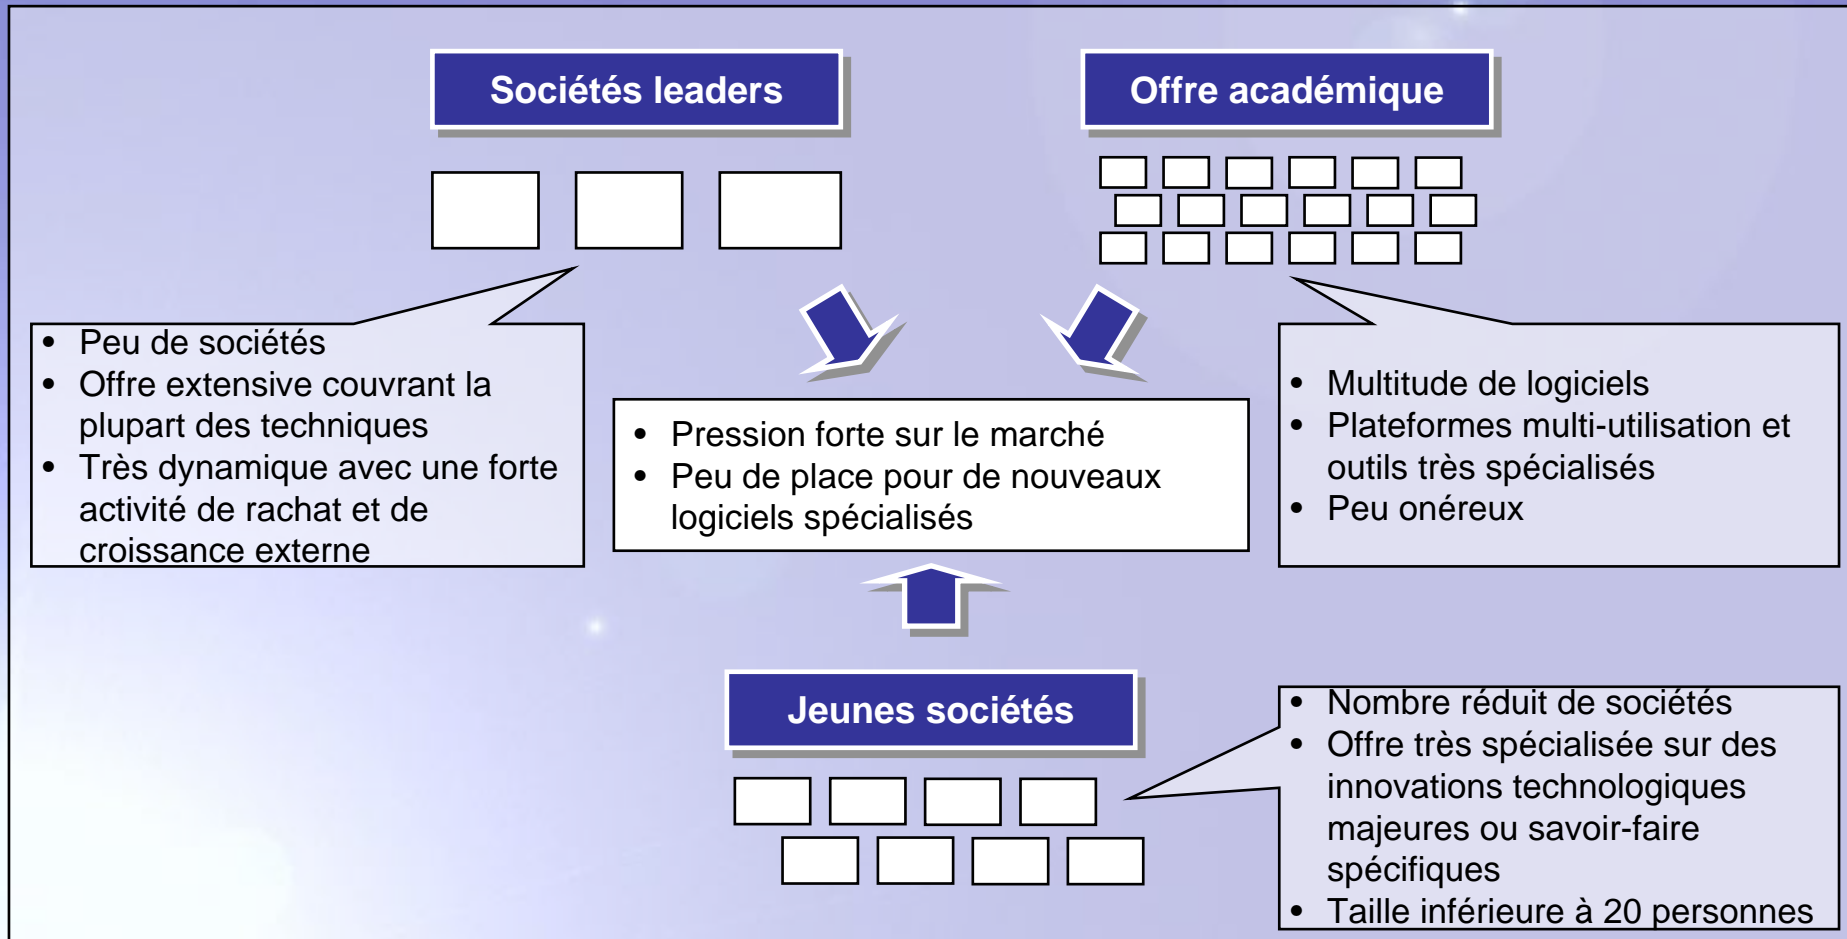 Sociétés leaders
Offre académique
• Peu de sociétés
• Offre extensive couvrant la
plupart des techniques
• Très dynamique avec une forte
activité de rachat et de
croissance externe
• Pression forte sur le marché
• Peu de place pour de nouveaux
logiciels spécialisés
• Multitude de logiciels
• Plateformes multi-utilisation et
outils très spécialisés
• Peu onéreux
Jeunes sociétés
• Nombre réduit de sociétés
• Offre très spécialisée sur des
innovations technologiques
majeures ou savoir-faire
spécifiques
• Taille inférieure à 20 personnes